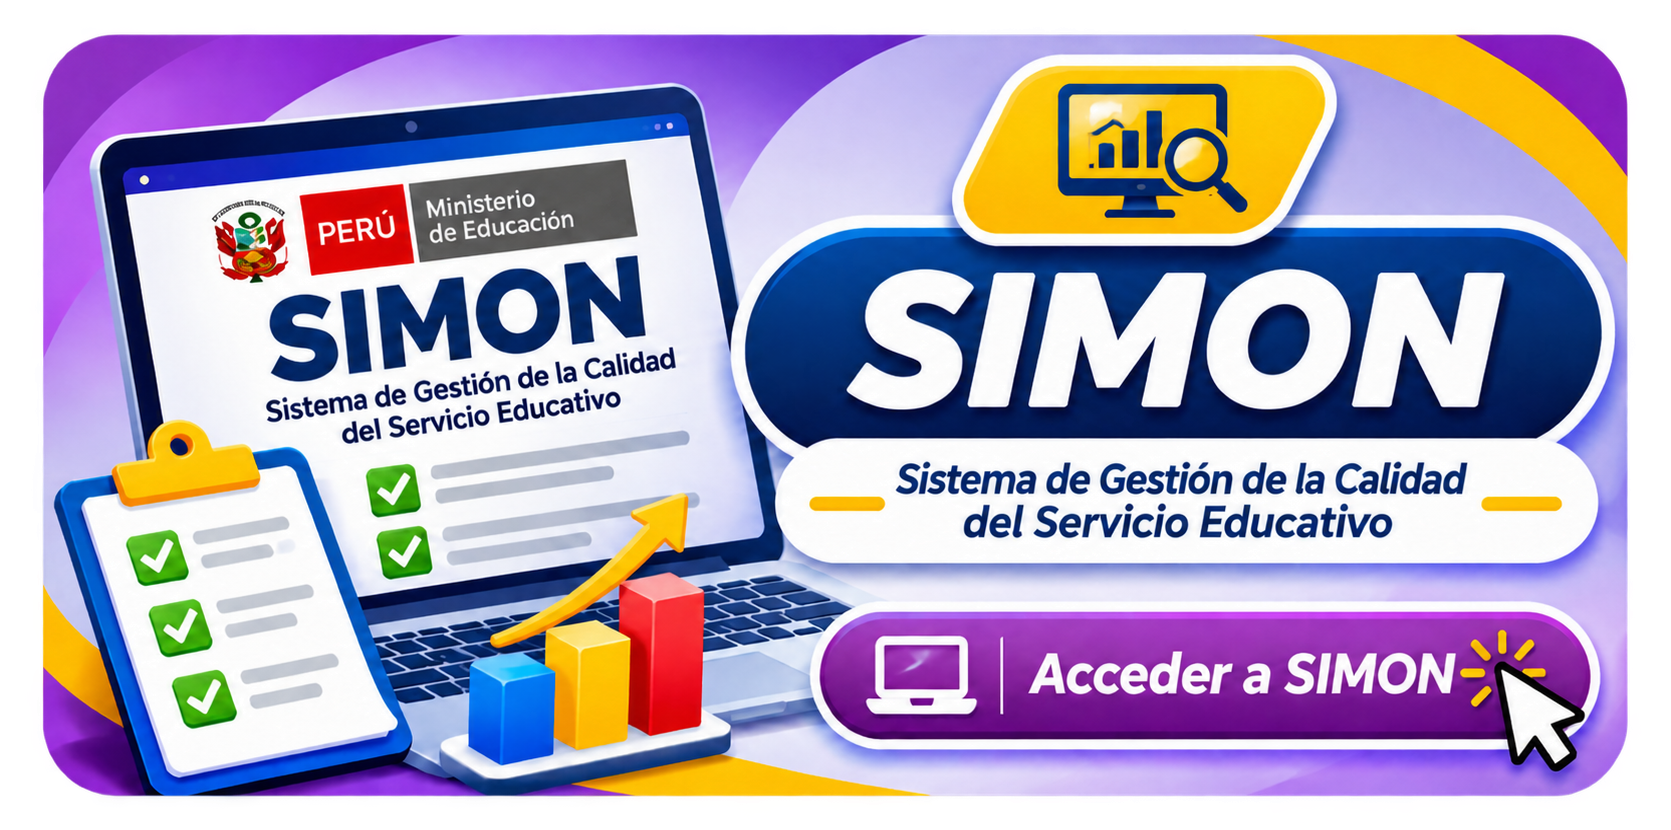 PERÚ
Ministerio
de Educación
SIMON
Sistema de Gestión de la Calidad
del Servicio Educativo
SIMON
Sistema de Gestión de la Calidad
del Servicio Educativo
Acceder a SIMON